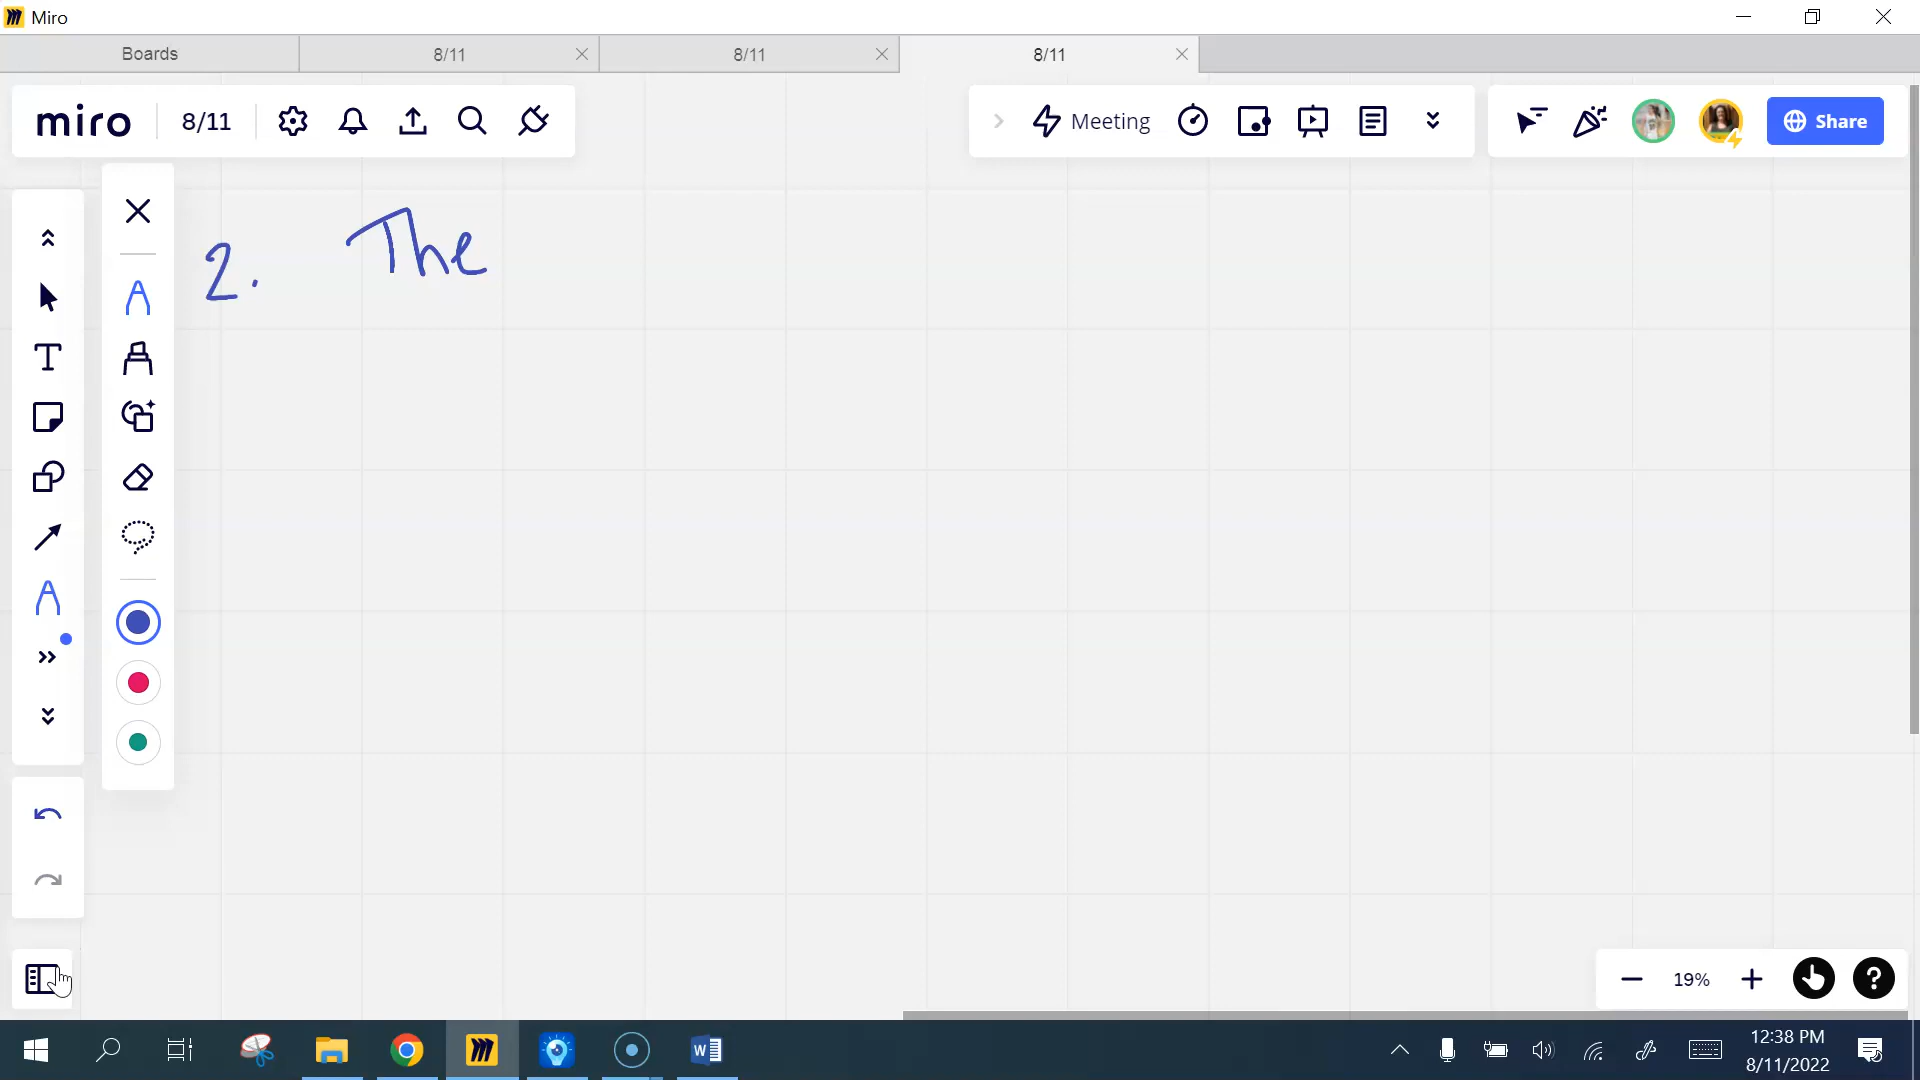 Miro
Boards
8/11
8/11
8/11
miro
8/11
Meeting
Share
2. The
19%
12:38 PM
8/11/2022